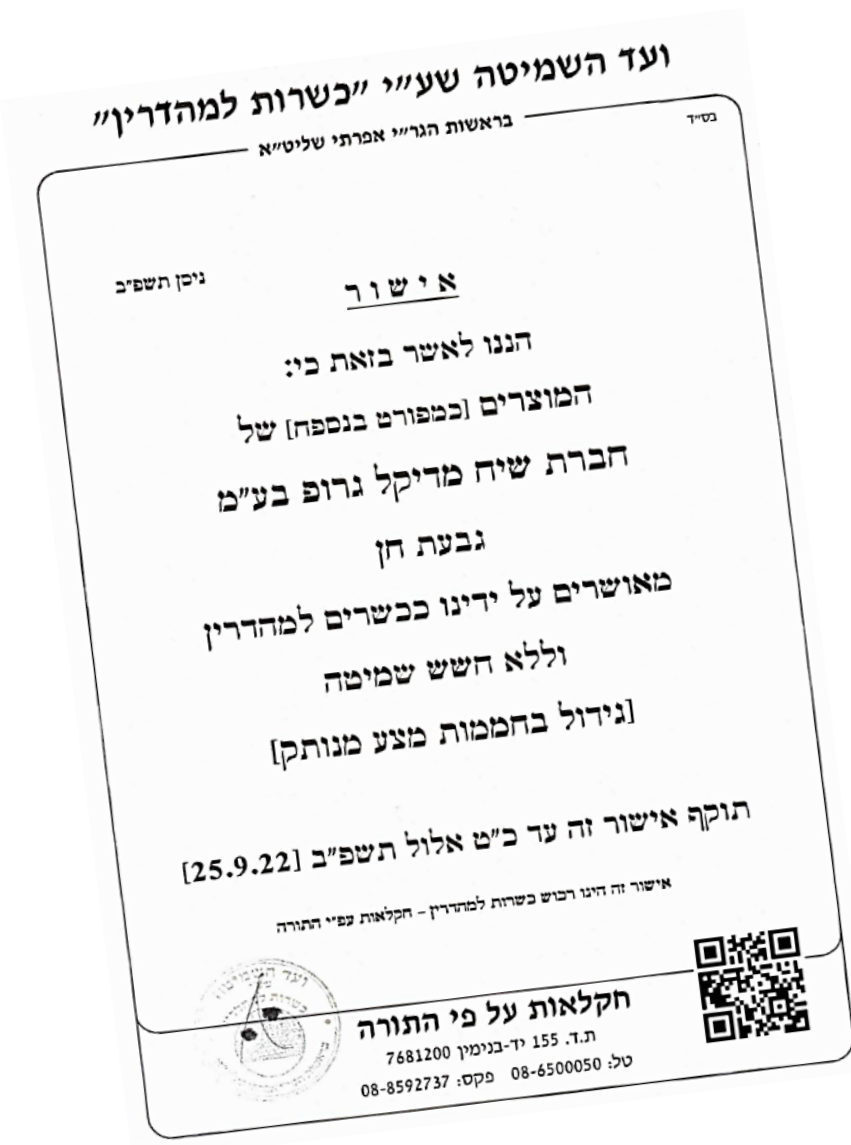 ועד השמיטה שע״י ״כשרות למהדרין״
בראשות הגר״י אפרתי שליט״א
בס״ד
ניסן תשפ״ב
א י ש ו ר
הננו לאשר בזאת כי:
המוצרים [כמפורט בנספח] של
חברת שיח מדיקל גרופ בע״מ
גבעת חן
מאושרים על ידינו ככשרים למהדרין
וללא חשש שמיטה
[גידול בחממות מצע מנותק]
תוקף אישור זה עד כ״ט אלול תשפ״ב [25.9.22]
אישור זה הינו רכוש כשרות למהדרין – חקלאות עפ״י התורה
ועד השמיטה
חקלאות על פי התורה
ת.ד. 155 יד-בנימין 7681200
טל: 08-6500050 פקס: 08-8592737